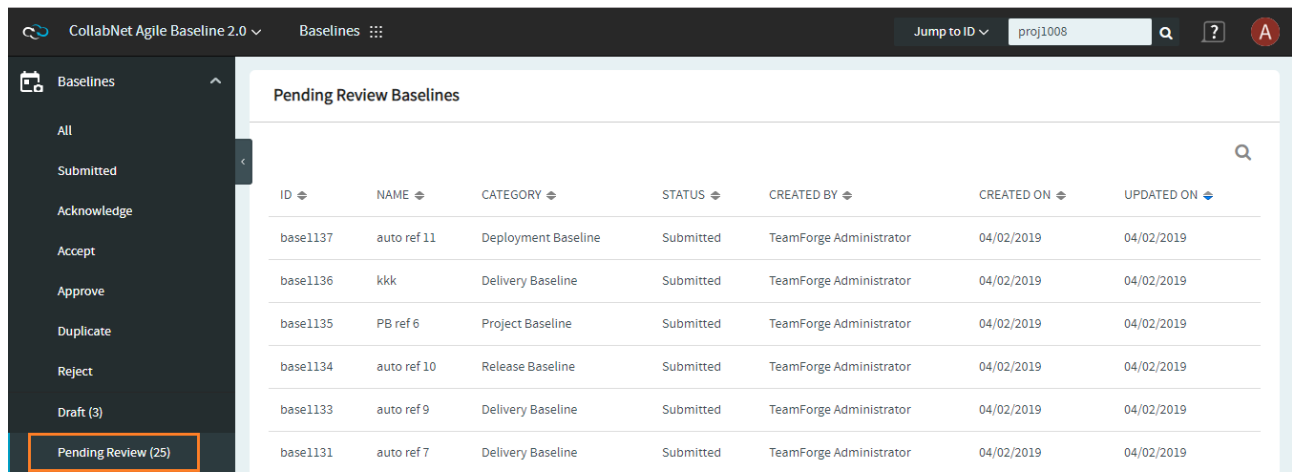 CollabNet Agile Baseline 2.0 Baselines Jump to ID proj1008 ? A
Baselines
All
Submitted
Acknowledge
Accept
Approve
Duplicate
Reject
Draft (3)
Pending Review (25)
Pending Review Baselines
ID NAME CATEGORY STATUS CREATED BY CREATED ON UPDATED ON
base1137 auto ref 11 Deployment Baseline Submitted TeamForge Administrator 04/02/2019 04/02/2019
base1136 kkk Delivery Baseline Submitted TeamForge Administrator 04/02/2019 04/02/2019
base1135 PB ref 6 Project Baseline Submitted TeamForge Administrator 04/02/2019 04/02/2019
base1134 auto ref 10 Release Baseline Submitted TeamForge Administrator 04/02/2019 04/02/2019
base1133 auto ref 9 Delivery Baseline Submitted TeamForge Administrator 04/02/2019 04/02/2019
base1131 auto ref 7 Delivery Baseline Submitted TeamForge Administrator 04/02/2019 04/02/2019